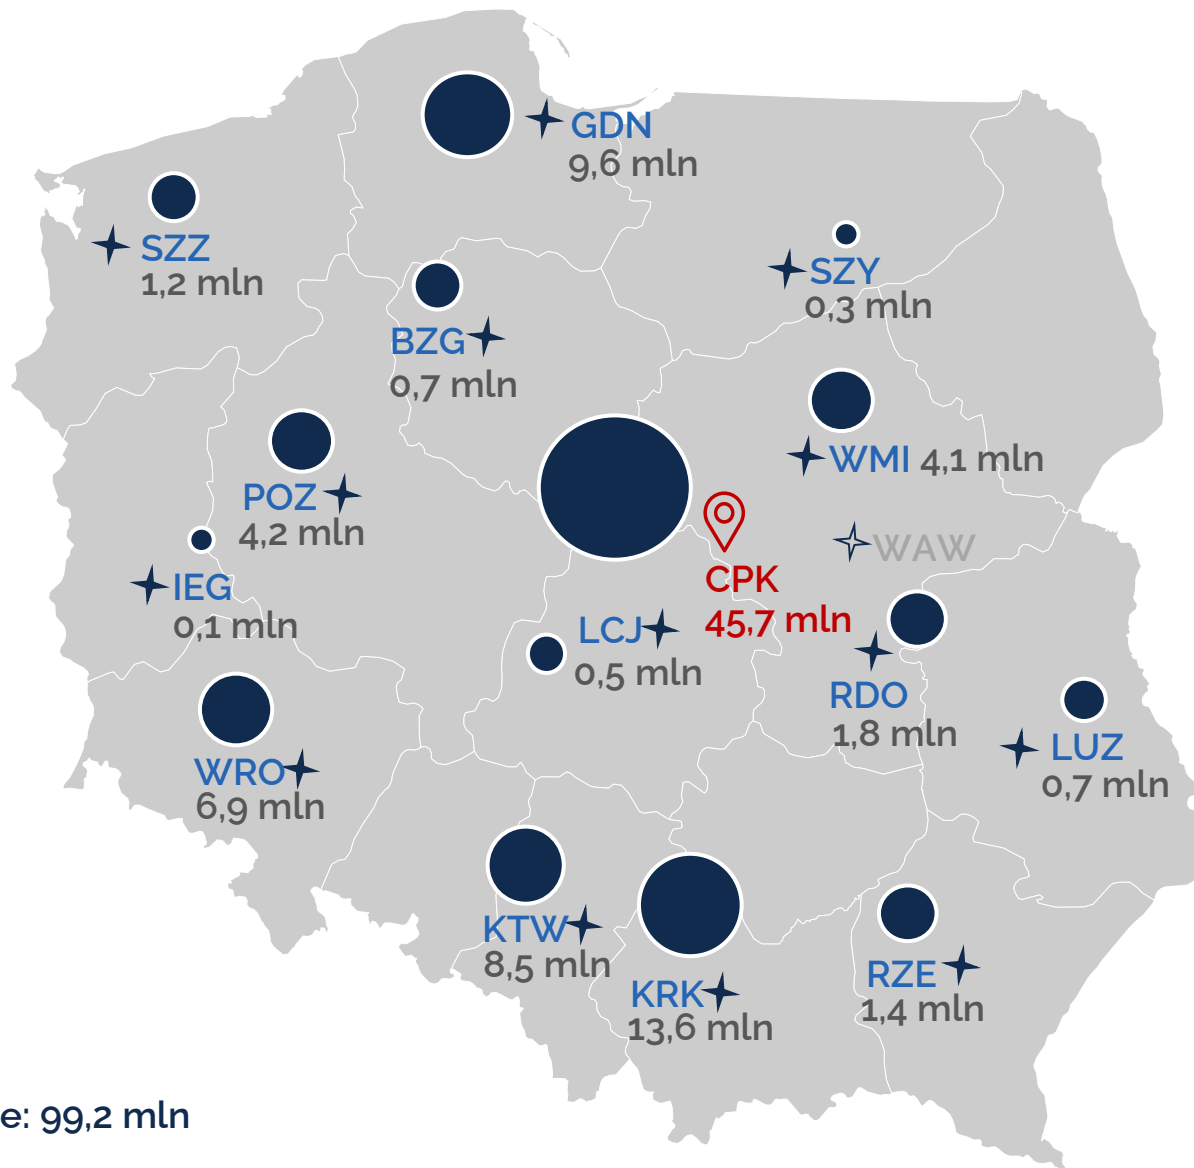 GDN
9,6 mln
SZZ
1,2 mln
SZY
0,3 mln
BZG
0,7 mln
WMI 4,1 mln
POZ
4,2 mln
WAW
CPK
45,7 mln
IEG
0,1 mln
LCJ
0,5 mln
RDO
1,8 mln
LUZ
0,7 mln
WRO
6,9 mln
KTW
8,5 mln
KRK
13,6 mln
RZE
1,4 mln
e: 99,2 mln